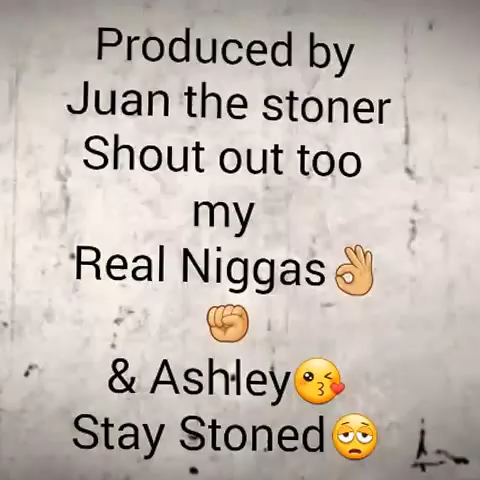 Produced by
Juan the stoner
Shout out too
my
Real Niggas👌🏼
✊🏼
& Ashley😘
Stay Stoned😩